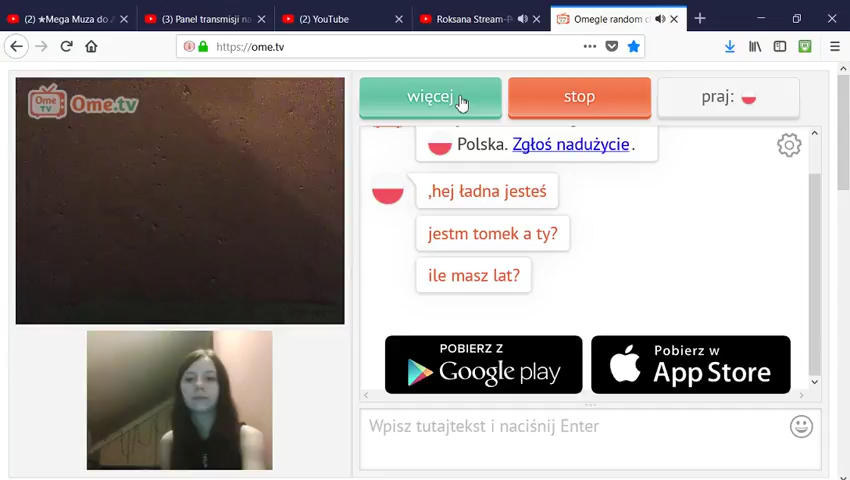 (2) ★Mega Muza do A
(3) Panel transmisji na
(2) YouTube
Roksana Stream-P
Omegle random c
https://ome.tv
Ome TV Ome.tv
więcej
stop
praj:
Polska. Zgłoś nadużycie.
,hej ładna jesteś
jestm tomek a ty?
ile masz lat?
POBIERZ Z
Google play
Pobierz w
App Store
Wpisz tutajtekst i naciśnij Enter